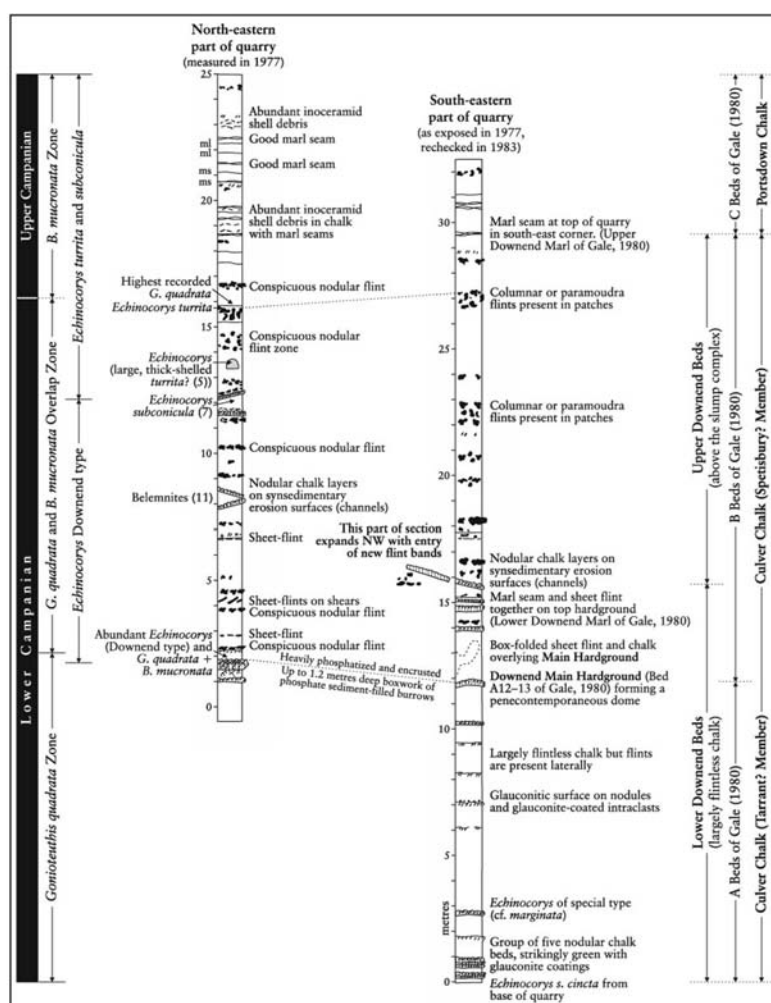 North-eastern
part of quarry
(measured in 1977)
South-eastern
part of quarry
(as exposed in 1977,
rechecked in 1983)
Upper Campanian
Lower Campanian
B. mucronata Zone
G. quadrata and B. mucronata Overlap Zone
Gonioteuthis quadrata Zone
Echinocorys turrita and subconicula
Echinocorys Downend type
25
ml
ml
ms
ms
20
15
10
5
0
Highest recorded
G. quadrata
Echinocorys turrita
Echinocorys
(large, thick-shelled
turrita? (5))
Echinocorys
subconicula (7)
Belemnites (11)
Abundant Echinocorys
(Downend type) and
G. quadrata +
B. mucronata
Abundant inoceramid
shell debris
Good marl seam
Good marl seam
Abundant inoceramid
shell debris in chalk
with marl seams
Conspicuous nodular flint
Conspicuous nodular
flint zone
Conspicuous nodular flint
Nodular chalk layers
on synsedimentary
erosion surfaces (channels)
Sheet-flint
Sheet-flints on shears
Conspicuous nodular flint
Sheet-flint
Conspicuous nodular flint
Heavily phosphatized and encrusted
Up to 1.2 metres deep boxwork of
phosphate sediment-filled burrows
This part of section
expands NW with entry
of new flint bands
30
25
20
15
10
5
metres
0
Marl seam at top of quarry
in south-east corner. (Upper
Downend Marl of Gale, 1980)
Columnar or paramoudra
flints present in patches
Columnar or paramoudra
flints present in patches
Nodular chalk layers on
synsedimentary erosion
surfaces (channels)
Marl seam and sheet flint
together on top hardground
(Lower Downend Marl of Gale, 1980)
Box-folded sheet flint and chalk
overlying Main Hardground
Downend Main Hardground (Bed
A12–13 of Gale, 1980) forming a
penecontemporaneous dome
Largely flintless chalk but flints
are present laterally
Glauconitic surface on nodules
and glauconite-coated intraclasts
Echinocorys of special type
(cf. marginata)
Group of five nodular chalk
beds, strikingly green with
glauconite coatings
Echinocorys s. cincta from
base of quarry
Upper Downend Beds
(above the slump complex)
Lower Downend Beds
(largely flintless chalk)
C Beds of Gale (1980)
B Beds of Gale (1980)
A Beds of Gale (1980)
Portsdown Chalk
Culver Chalk (Spetisbury? Member)
Culver Chalk (Tarrant? Member)